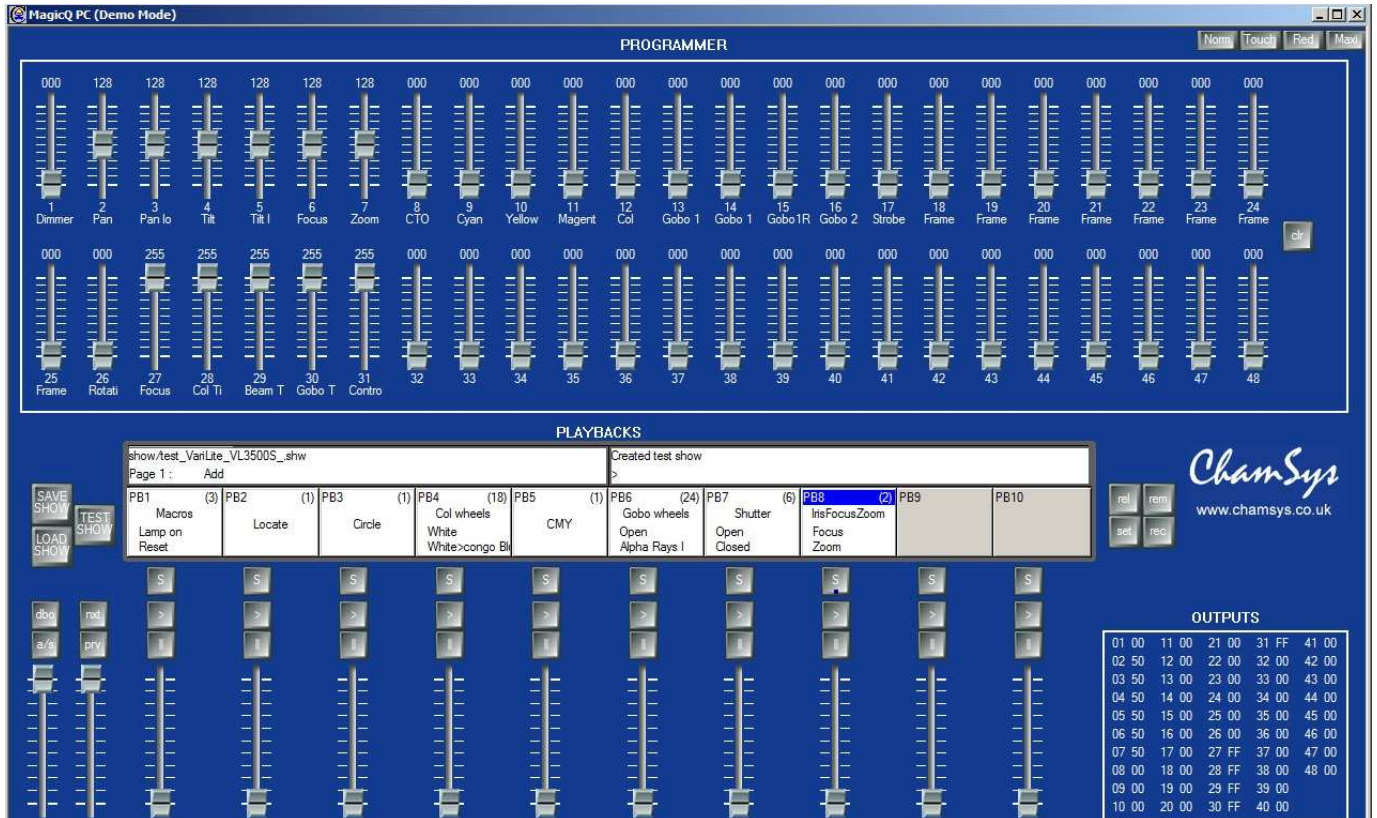 MagicQ PC (Demo Mode)
Norm Touch Red Maxi
PROGRAMMER
000 128 128 128 128 128 128 000 000 000 000 000 000 000 000 000 000 000 000 000 000 000 000 000
1 2 3 4 5 6 7 8 9 10 11 12 13 14 15 16 17 18 19 20 21 22 23 24
Dimmer Pan Pan lo Tilt Tilt l Focus Zoom CTO Cyan Yellow Magent Col Gobo 1 Gobo 1 Gobo1R Gobo 2 Strobe Frame Frame Frame Frame Frame Frame Frame
clr
000 000 255 255 255 255 255 000 000 000 000 000 000 000 000 000 000 000 000 000 000 000 000 000
25 26 27 28 29 30 31 32 33 34 35 36 37 38 39 40 41 42 43 44 45 46 47 48
Frame Rotati Focus Col Ti Beam T Gobo T Contro
PLAYBACKS
show/test_VariLite_VL3500S_.shw Created test show
Page 1 : Add >
SAVE SHOW
TEST SHOW
LOAD SHOW
PB1 (3) PB2 (1) PB3 (1) PB4 (18) PB5 (1) PB6 (24) PB7 (6) PB8 (2) PB9 PB10
Macros Locate Circle Col wheels CMY Gobo wheels Shutter IrisFocusZoom
Lamp on White Open Open Focus
Reset White>congo Bl Alpha Rays I Closed Zoom
rel rem
set rec
ChamSys
www.chamsys.co.uk
S S S S S S S S S S
dbo nxt > > > > > > > > > >
a/s prv || || || || || || || || || ||
OUTPUTS
01 00 11 00 21 00 31 FF 41 00
02 50 12 00 22 00 32 00 42 00
03 50 13 00 23 00 33 00 43 00
04 50 14 00 24 00 34 00 44 00
05 50 15 00 25 00 35 00 45 00
06 50 16 00 26 00 36 00 46 00
07 50 17 00 27 FF 37 00 47 00
08 00 18 00 28 FF 38 00 48 00
09 00 19 00 29 FF 39 00
10 00 20 00 30 FF 40 00